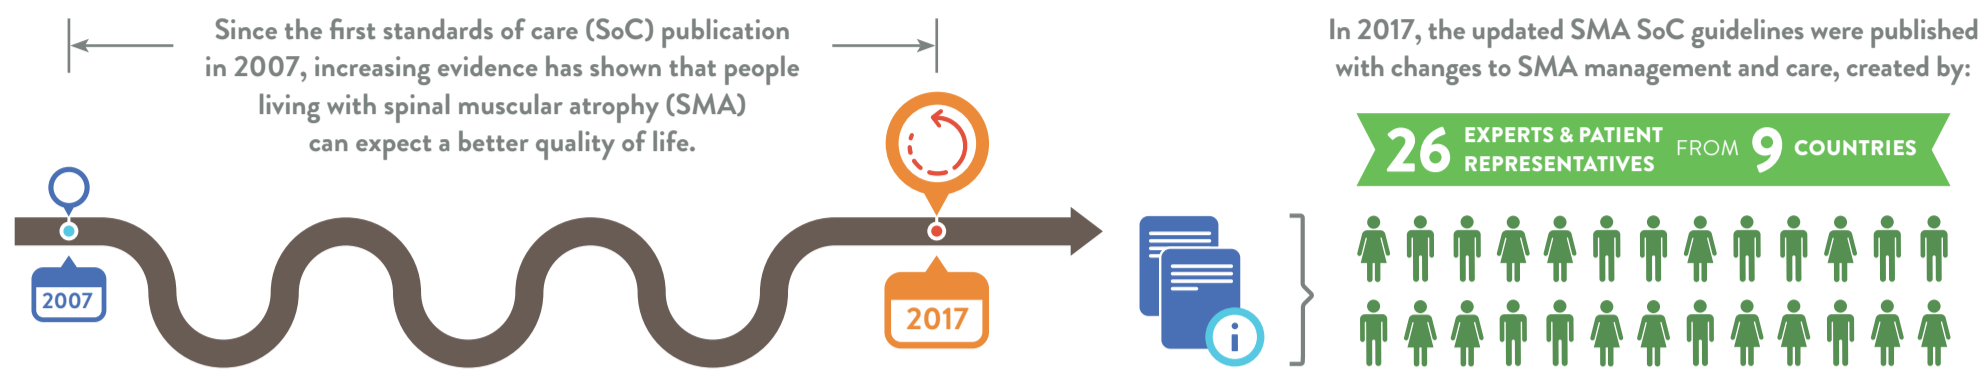 Since the first standards of care (SoC) publication
in 2007, increasing evidence has shown that people
living with spinal muscular atrophy (SMA)
can expect a better quality of life.
2007
2017
In 2017, the updated SMA SoC guidelines were published
with changes to SMA management and care, created by:
26 EXPERTS & PATIENT
REPRESENTATIVES FROM 9 COUNTRIES
i